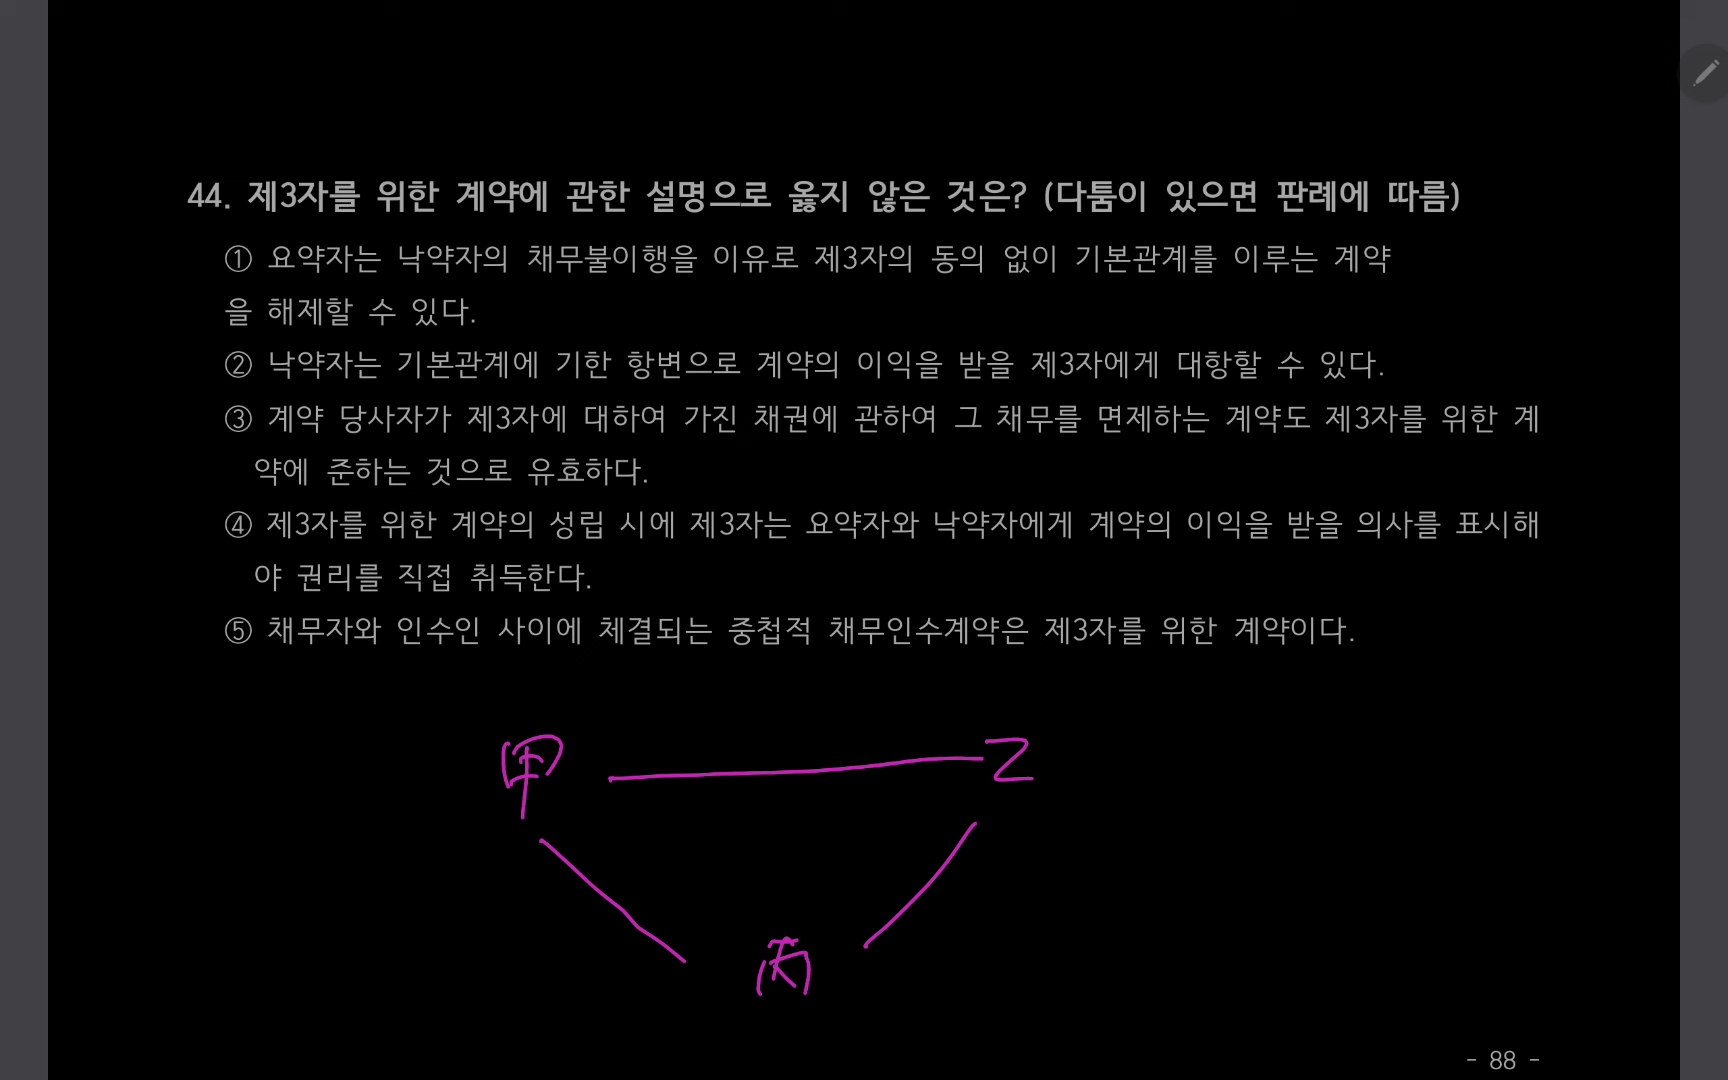 44. 제3자를 위한 계약에 관한 설명으로 옳지 않은 것은? (다툼이 있으면 판례에 따름)
① 요약자는 낙약자의 채무불이행을 이유로 제3자의 동의 없이 기본관계를 이루는 계약
을 해제할 수 있다.
② 낙약자는 기본관계에 기한 항변으로 계약의 이익을 받을 제3자에게 대항할 수 있다.
③ 계약 당사자가 제3자에 대하여 가진 채권에 관하여 그 채무를 면제하는 계약도 제3자를 위한 계
약에 준하는 것으로 유효하다.
④ 제3자를 위한 계약의 성립 시에 제3자는 요약자와 낙약자에게 계약의 이익을 받을 의사를 표시해
야 권리를 직접 취득한다.
⑤ 채무자와 인수인 사이에 체결되는 중첩적 채무인수계약은 제3자를 위한 계약이다.
甲 乙
丙
- 88 -